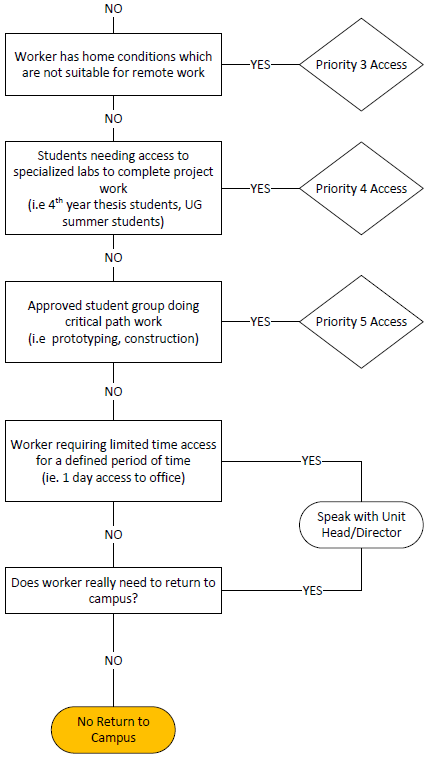 NO
Worker has home conditions which
are not suitable for remote work
YES
Priority 3 Access
NO
Students needing access to
specialized labs to complete project
work
(i.e 4th year thesis students, UG
summer students)
YES
Priority 4 Access
NO
Approved student group doing
critical path work
(i.e  prototyping, construction)
YES
Priority 5 Access
NO
Worker requiring limited time access
for a defined period of time
(ie. 1 day access to office)
YES
Speak with Unit
Head/Director
NO
Does worker really need to return to
campus?
YES
NO
No Return to
Campus